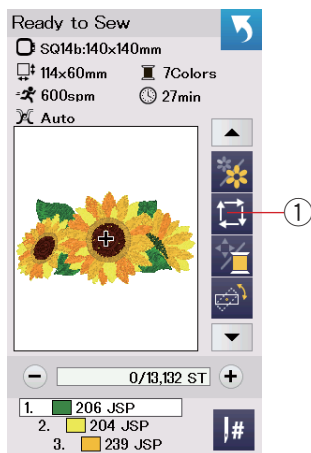 Ready to Sew
SQ14b:140x140mm
114x60mm 7Colors
600spm 27min
Auto
1
0/13,132 ST
1. 206 JSP
2. 204 JSP
3. 239 JSP
#